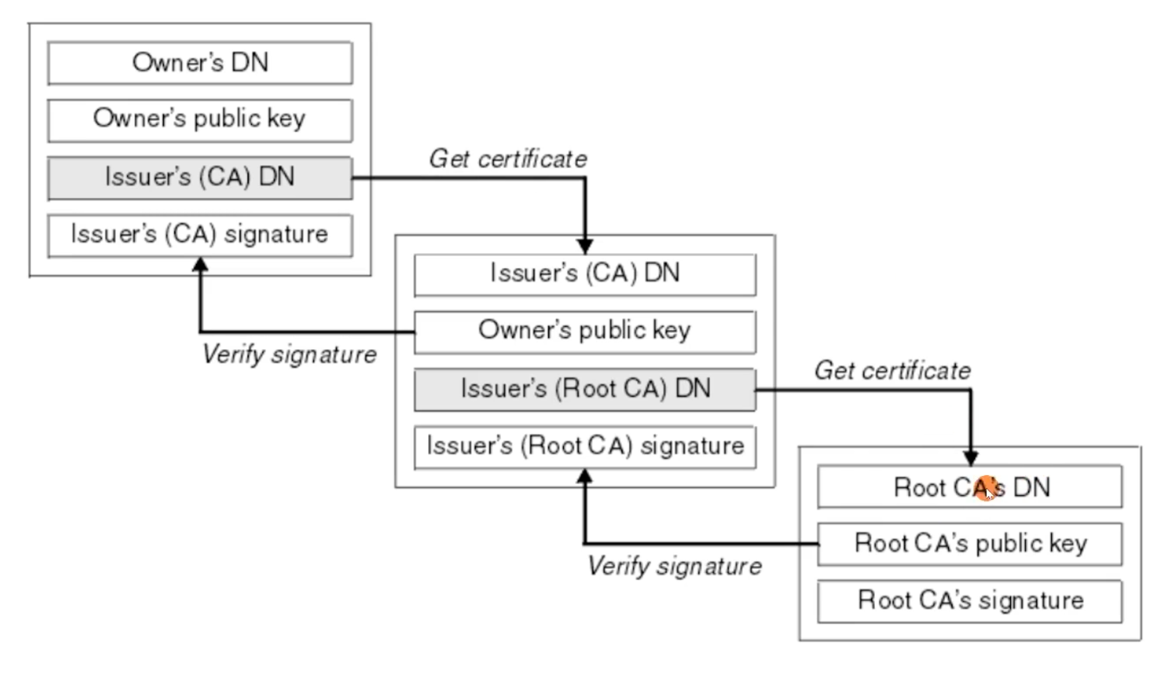 Owner's DN
Owner's public key
Issuer's (CA) DN
Issuer's (CA) signature
Get certificate
Verify signature
Issuer's (CA) DN
Owner's public key
Issuer's (Root CA) DN
Issuer's (Root CA) signature
Get certificate
Verify signature
Root CA's DN
Root CA's public key
Root CA's signature